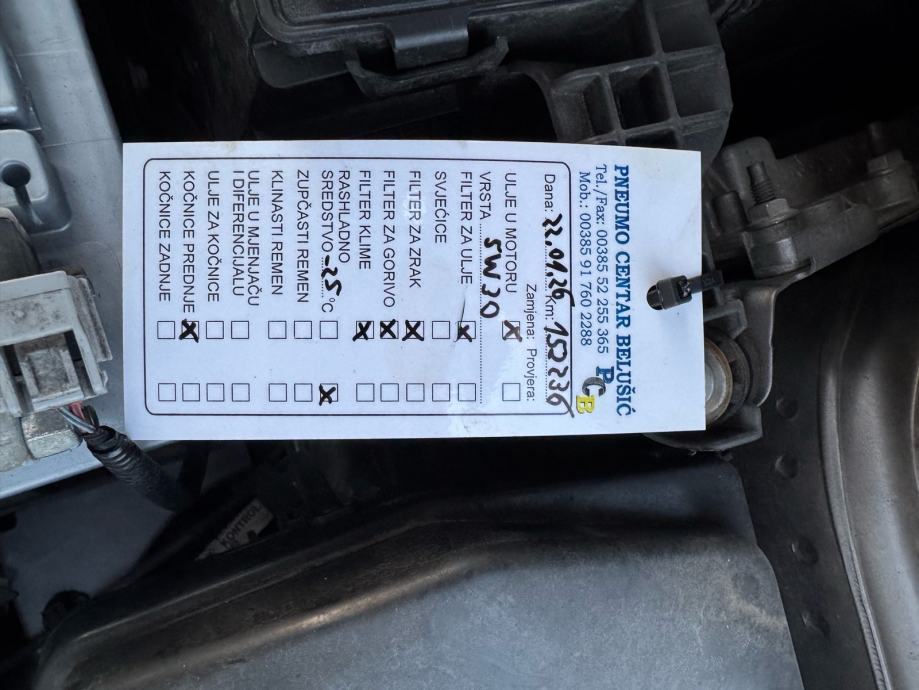 PNEUMO CENTAR BELUŠIĆ
Tel./Fax: 00385 52 255 365
Mob.: 00385 91 760 2288
PCB
Dana: 22.01.26 Km: 152236
Zamjena: Provjera:
ULJE U MOTORU X
VRSTA 5W30
FILTER ZA ULJE X
SVJEĆICE
FILTER ZA ZRAK X
FILTER ZA GORIVO X
FILTER KLIME X
RASHLADNO
SREDSTVO -25 °C X
ZUPČASTI REMEN
KLINASTI REMEN
ULJE U MJENJAČU
I DIFERENCIJALU
ULJE ZA KOČNICE
KOČNICE PREDNJE X
KOČNICE ZADNJE
KONTROL